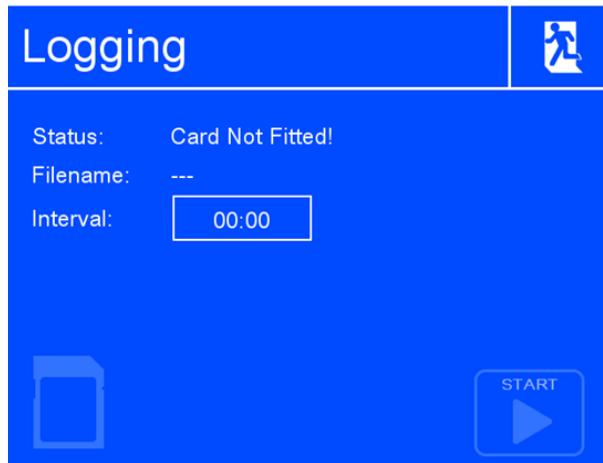 Logging
Status: Card Not Fitted!
Filename: ---
Interval: 00:00
START